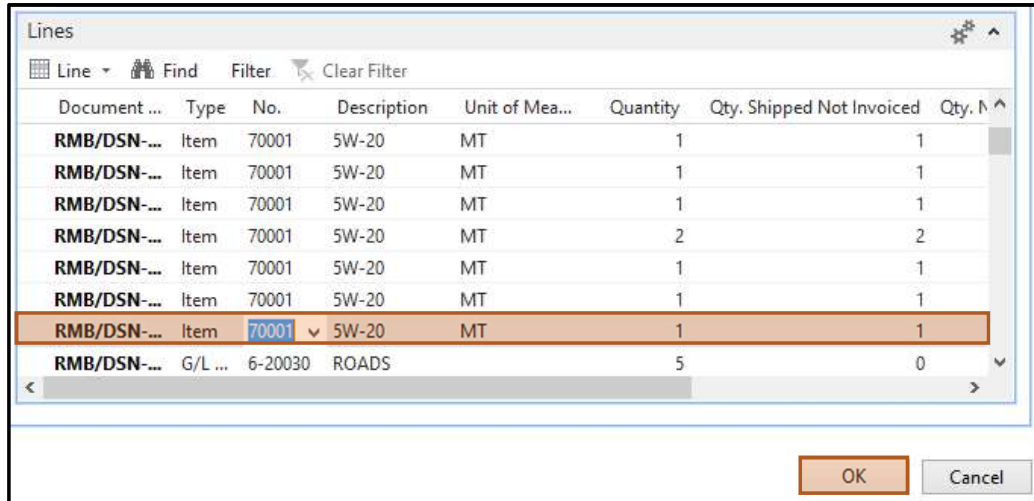 Lines
Line Find Filter Clear Filter
Document ... Type No. Description Unit of Mea... Quantity Qty. Shipped Not Invoiced Qty.
RMB/DSN-... Item 70001 5W-20 MT 1 1
RMB/DSN-... Item 70001 5W-20 MT 1 1
RMB/DSN-... Item 70001 5W-20 MT 1 1
RMB/DSN-... Item 70001 5W-20 MT 2 2
RMB/DSN-... Item 70001 5W-20 MT 1 1
RMB/DSN-... Item 70001 5W-20 MT 1 1
RMB/DSN-... Item 70001 5W-20 MT 1 1
RMB/DSN-... G/L ... 6-20030 ROADS 5 0
OK Cancel